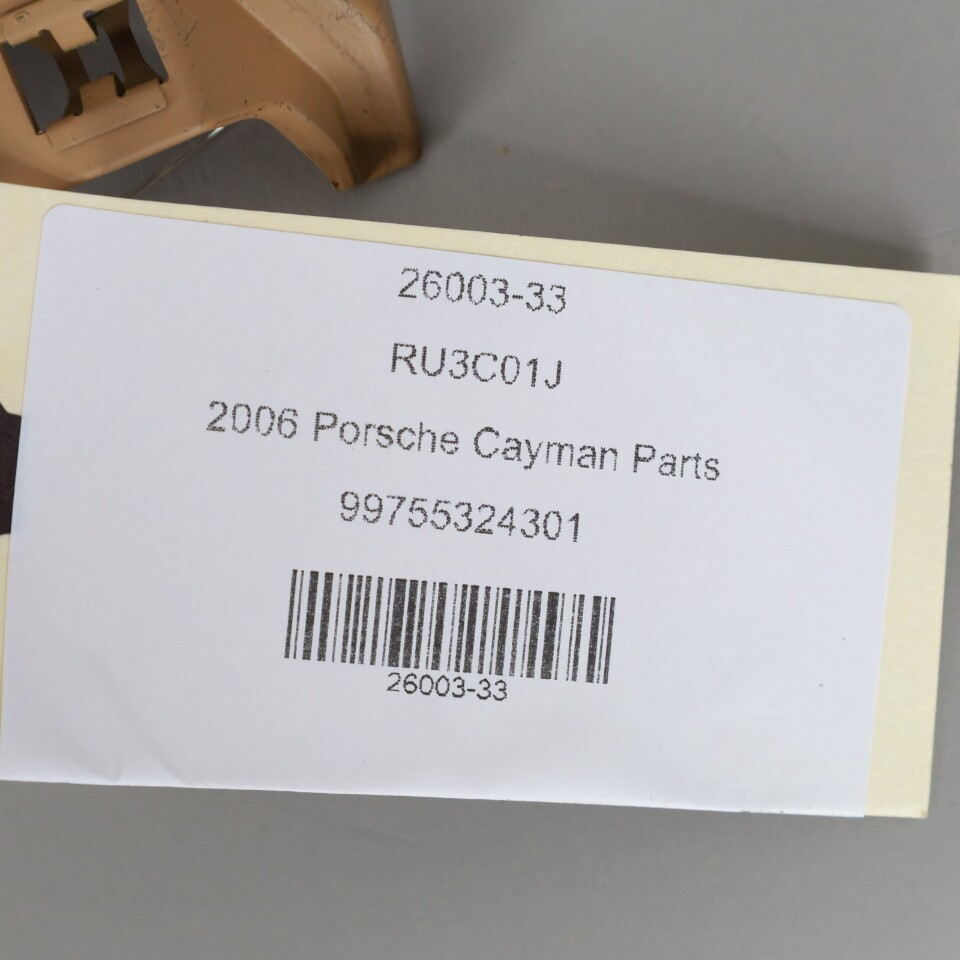 26003-33
RU3C01J
2006 Porsche Cayman Parts
99755324301
26003-33